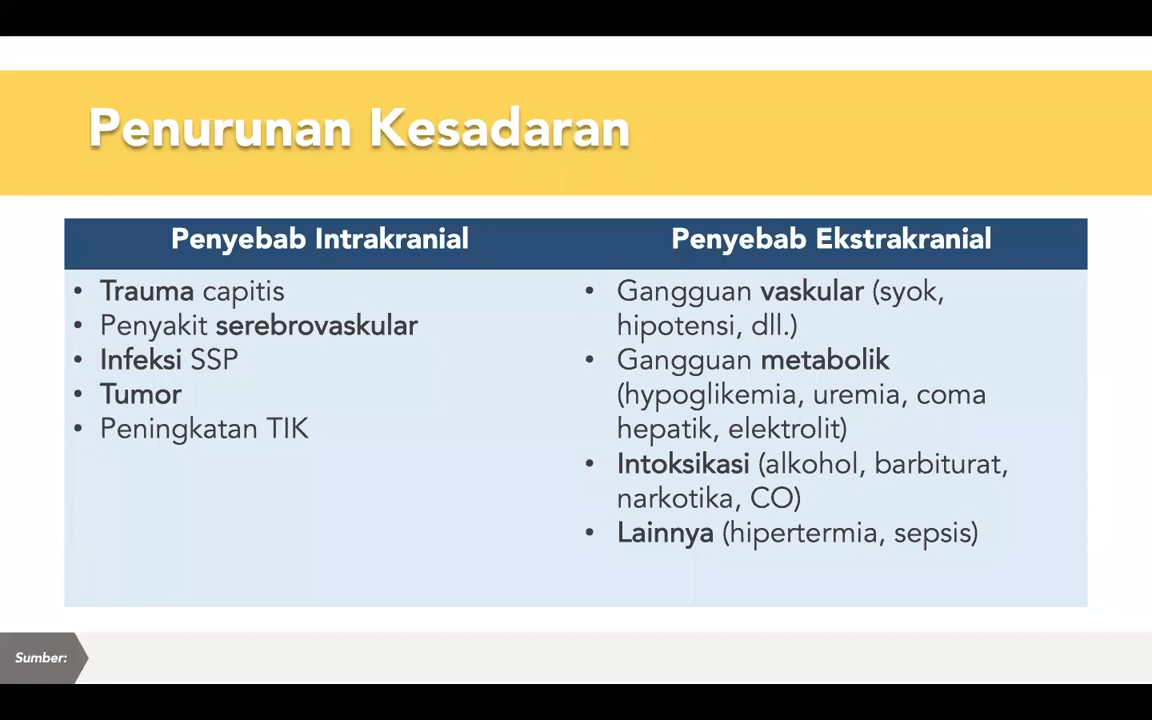 Penurunan Kesadaran
Penyebab Intrakranial
• Trauma capitis
• Penyakit serebrovaskular
• Infeksi SSP
• Tumor
• Peningkatan TIK
Penyebab Ekstrakranial
• Gangguan vaskular (syok,
hipotensi, dll.)
• Gangguan metabolik
(hypoglikemia, uremia, coma
hepatik, elektrolit)
• Intoksikasi (alkohol, barbiturat,
narkotika, CO)
• Lainnya (hipertermia, sepsis)
Sumber: